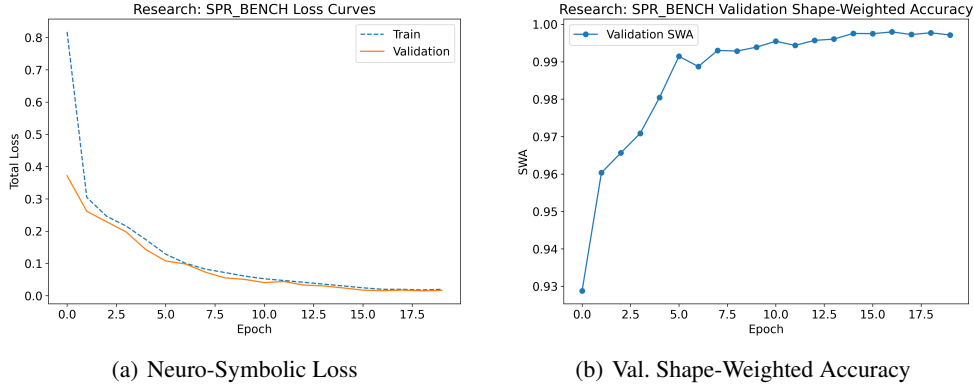 Research: SPR_BENCH Loss Curves
Train
Validation
Total Loss
0.8
0.7
0.6
0.5
0.4
0.3
0.2
0.1
0.0
0.0 2.5 5.0 7.5 10.0 12.5 15.0 17.5
Epoch
(a) Neuro-Symbolic Loss
Research: SPR_BENCH Validation Shape-Weighted Accuracy
Validation SWA
SWA
1.00
0.99
0.98
0.97
0.96
0.95
0.94
0.93
0.0 2.5 5.0 7.5 10.0 12.5 15.0 17.5
Epoch
(b) Val. Shape-Weighted Accuracy